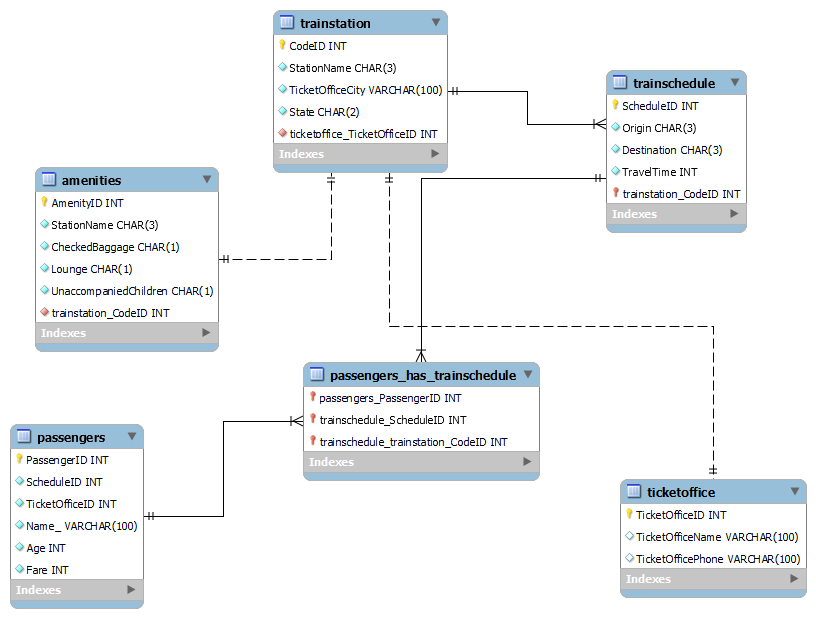 trainstation
CodeID INT
StationName CHAR(3)
TicketOfficeCity VARCHAR(100)
State CHAR(2)
ticketoffice_TicketOfficeID INT
Indexes
trainschedule
ScheduleID INT
Origin CHAR(3)
Destination CHAR(3)
TravelTime INT
trainstation_CodeID INT
Indexes
amenities
AmenityID INT
StationName CHAR(3)
CheckedBaggage CHAR(1)
Lounge CHAR(1)
UnaccompaniedChildren CHAR(1)
trainstation_CodeID INT
Indexes
passengers_has_trainschedule
passengers_PassengerID INT
trainschedule_ScheduleID INT
trainschedule_trainstation_CodeID INT
Indexes
passengers
PassengerID INT
ScheduleID INT
TicketOfficeID INT
Name_ VARCHAR(100)
Age INT
Fare INT
Indexes
ticketoffice
TicketOfficeID INT
TicketOfficeName VARCHAR(100)
TicketOfficePhone VARCHAR(100)
Indexes